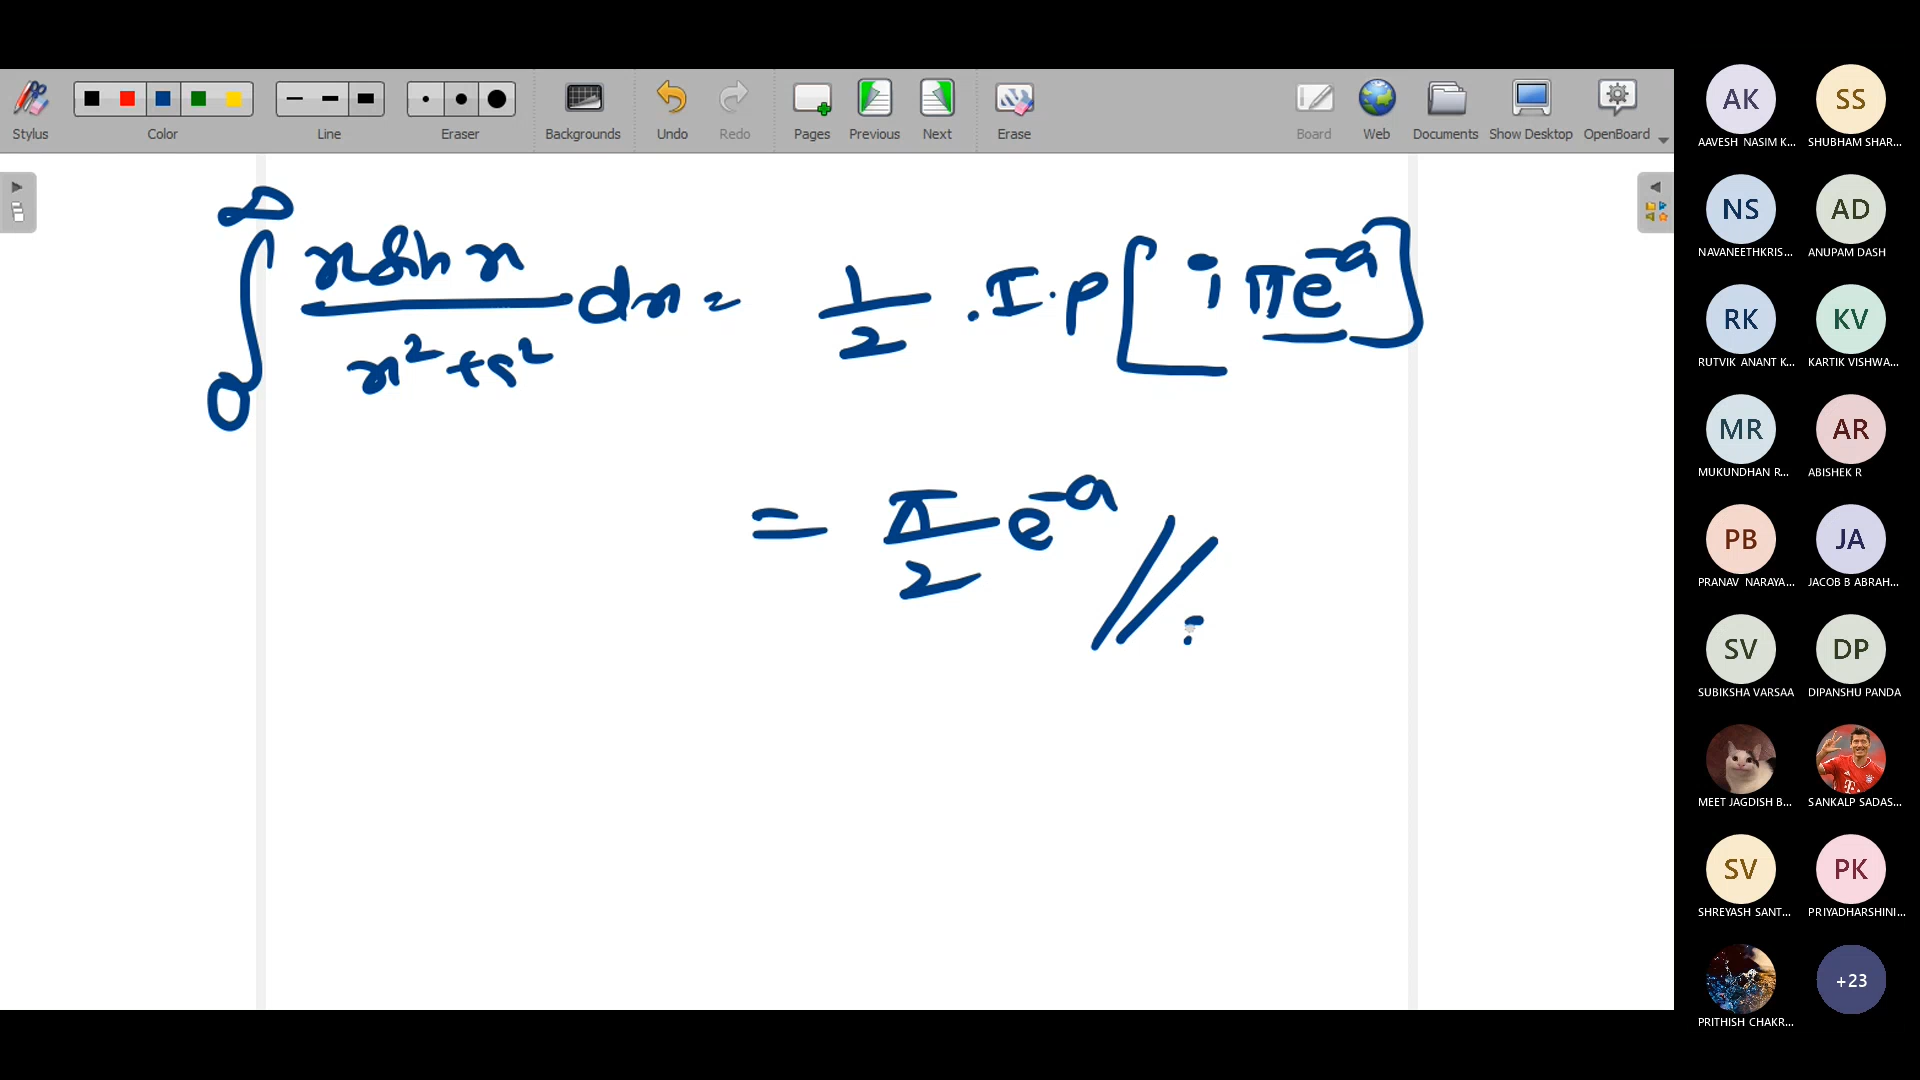 Stylus Color Line Eraser Backgrounds Undo Redo Pages Previous Next Erase Board Web Documents Show Desktop OpenBoard
∫₀^∞ x sin x / x² + a² dx = 1/2 . I.P [ i π e^-a ]
= π/2 e^-a //
AK SS
AAVESH NASIM K... SHUBHAM SHAR...
NS AD
NAVANEETHKRIS... ANUPAM DASH
RK KV
RUTVIK ANANT K... KARTIK VISHWA...
MR AR
MUKUNDHAN R... ABISHEK R
PB JA
PRANAV NARAYA... JACOB B ABRAH...
SV DP
SUBIKSHA VARSAA DIPANSHU PANDA
MEET JAGDISH B... SANKALP SADAS...
SV PK
SHREYASH SANT... PRIYADHARSHINI...
+23
PRITHISH CHAKR...